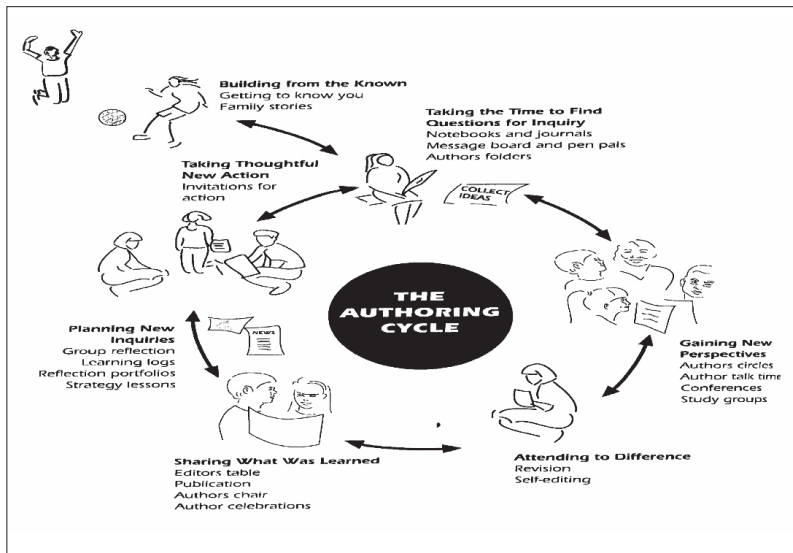 Building from the Known
Getting to know you
Family stories
Taking the Time to Find
Questions for Inquiry
Notebooks and journals
Message board and pen pals
Authors folders
COLLECT
IDEAS
Taking Thoughtful
New Action
Invitations for
action
THE
AUTHORING
CYCLE
NEWS
Planning New
Inquiries
Group reflection
Learning logs
Reflection portfolios
Strategy lessons
Gaining New
Perspectives
Authors circles
Author talk time
Conferences
Study groups
Sharing What Was Learned
Editors table
Publication
Authors chair
Author celebrations
Attending to Difference
Revision
Self-editing